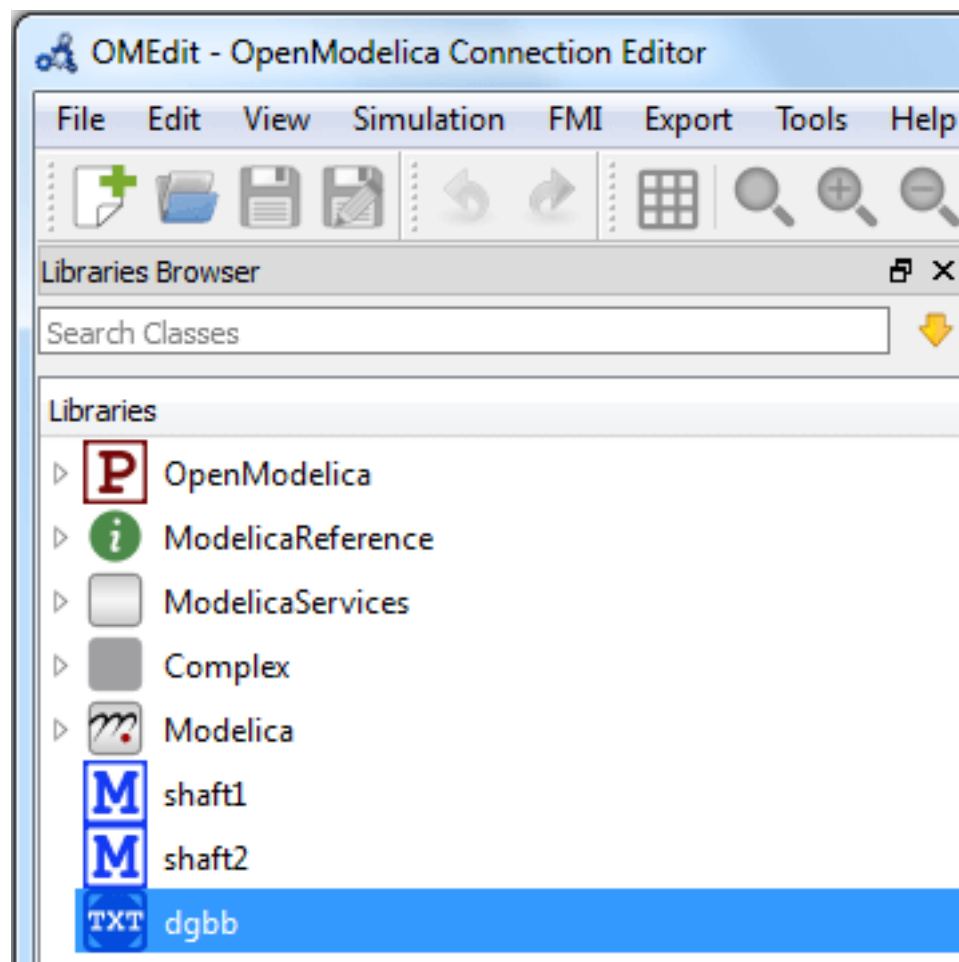 OMEdit - OpenModelica Connection Editor
File Edit View Simulation FMI Export Tools Help
Libraries Browser
Search Classes
Libraries
P OpenModelica
i ModelicaReference
ModelicaServices
Complex
m Modelica
M shaft1
M shaft2
TXT dgbb